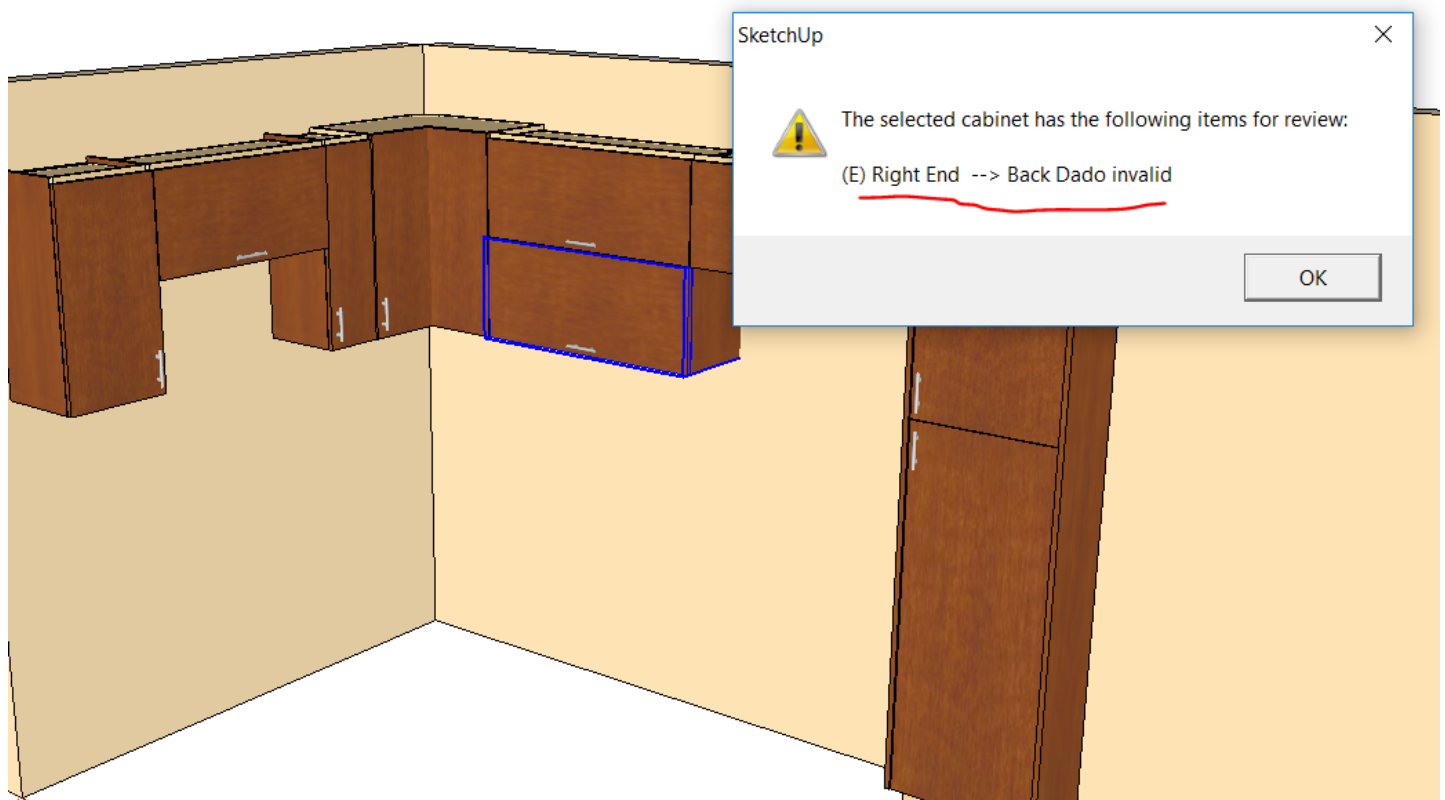 SketchUp
The selected cabinet has the following items for review:
(E) Right End --> Back Dado invalid
OK